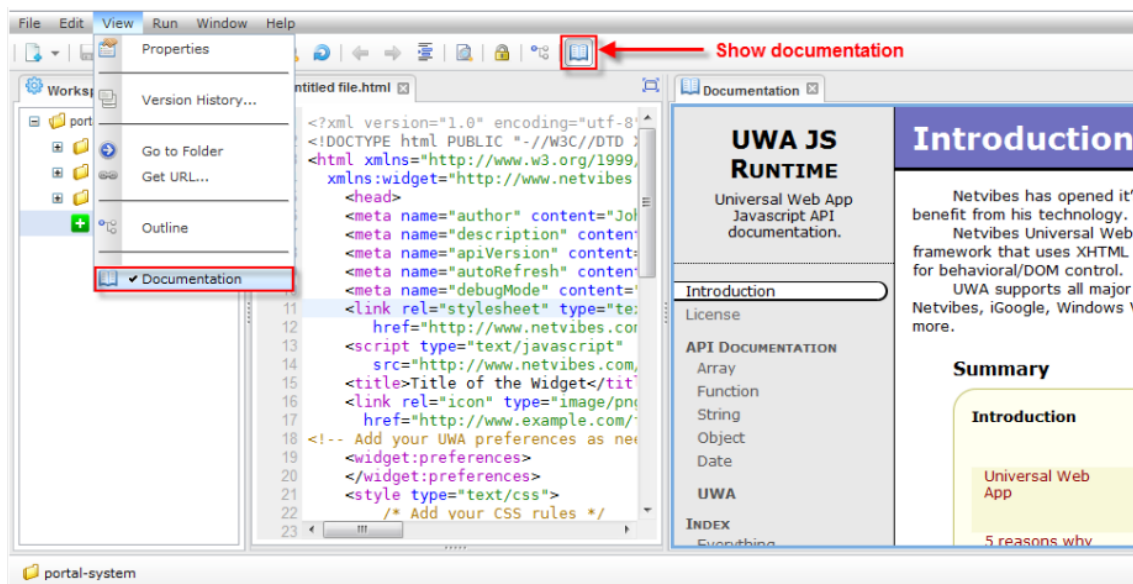 File Edit View Run Window Help
Show documentation
Properties
Version History...
Go to Folder
Get URL...
Outline
✔ Documentation
Worksp
port
ntitled file.html
<?xml version="1.0" encoding="utf-8"
<!DOCTYPE html PUBLIC "-//W3C//DTD
<html xmlns="http://www.w3.org/1999/
xmlns:widget="http://www.netvibes
<head>
<meta name="author" content="Joh
<meta name="description" content
<meta name="apiVersion" content=
<meta name="autoRefresh" content
10 <meta name="debugMode" content="
11 <link rel="stylesheet" type="tex
12 href="http://www.netvibes.com
13 <script type="text/javascript"
14 src="http://www.netvibes.com/
15 <title>Title of the Widget</titl
16 <link rel="icon" type="image/png
17 href="http://www.example.com/
18 <!-- Add your UWA preferences as nee
19 <widget:preferences>
20 </widget:preferences>
21 <style type="text/css">
22 /* Add your CSS rules */
23
Documentation
UWA JS
RUNTIME
Universal Web App
Javascript API
documentation.
Introduction
License
API DOCUMENTATION
Array
Function
String
Object
Date
UWA
INDEX
Everything
Introduction
Netvibes has opened it'
benefit from his technology.
Netvibes Universal Web
framework that uses XHTML
for behavioral/DOM control.
UWA supports all major
Netvibes, iGoogle, Windows V
more.
Summary
Introduction
Universal Web
App
5 reasons why
portal-system